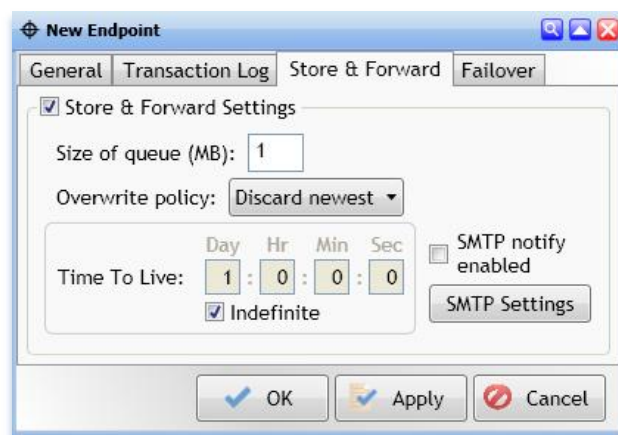 New Endpoint
General Transaction Log Store & Forward Failover
Store & Forward Settings
Size of queue (MB): 1
Overwrite policy: Discard newest
Day Hr Min Sec
Time To Live: 1 : 0 : 0 : 0
Indefinite
SMTP notify
enabled
SMTP Settings
OK Apply Cancel